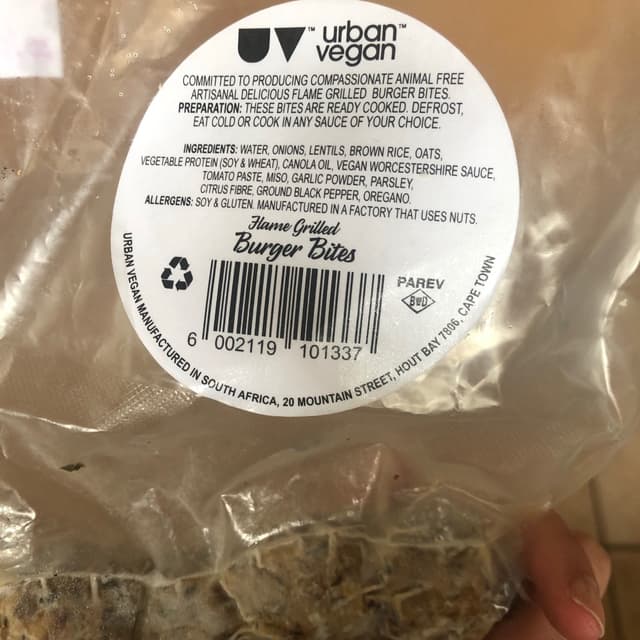 UV™ urban™
vegan
COMMITTED TO PRODUCING COMPASSIONATE ANIMAL FREE
ARTISANAL DELICIOUS FLAME GRILLED BURGER BITES.
PREPARATION: THESE BITES ARE READY COOKED. DEFROST,
EAT COLD OR COOK IN ANY SAUCE OF YOUR CHOICE.
INGREDIENTS: WATER, ONIONS, LENTILS, BROWN RICE, OATS,
VEGETABLE PROTEIN (SOY & WHEAT), CANOLA OIL, VEGAN WORCESTERSHIRE SAUCE,
TOMATO PASTE, MISO, GARLIC POWDER, PARSLEY,
CITRUS FIBRE, GROUND BLACK PEPPER, OREGANO.
ALLERGENS: SOY & GLUTEN. MANUFACTURED IN A FACTORY THAT USES NUTS.
Flame Grilled
Burger Bites
PAREV
BWD
6 002119 101337
URBAN VEGAN MANUFACTURED IN SOUTH AFRICA, 20 MOUNTAIN STREET, HOUT BAY 7806, CAPE TOWN